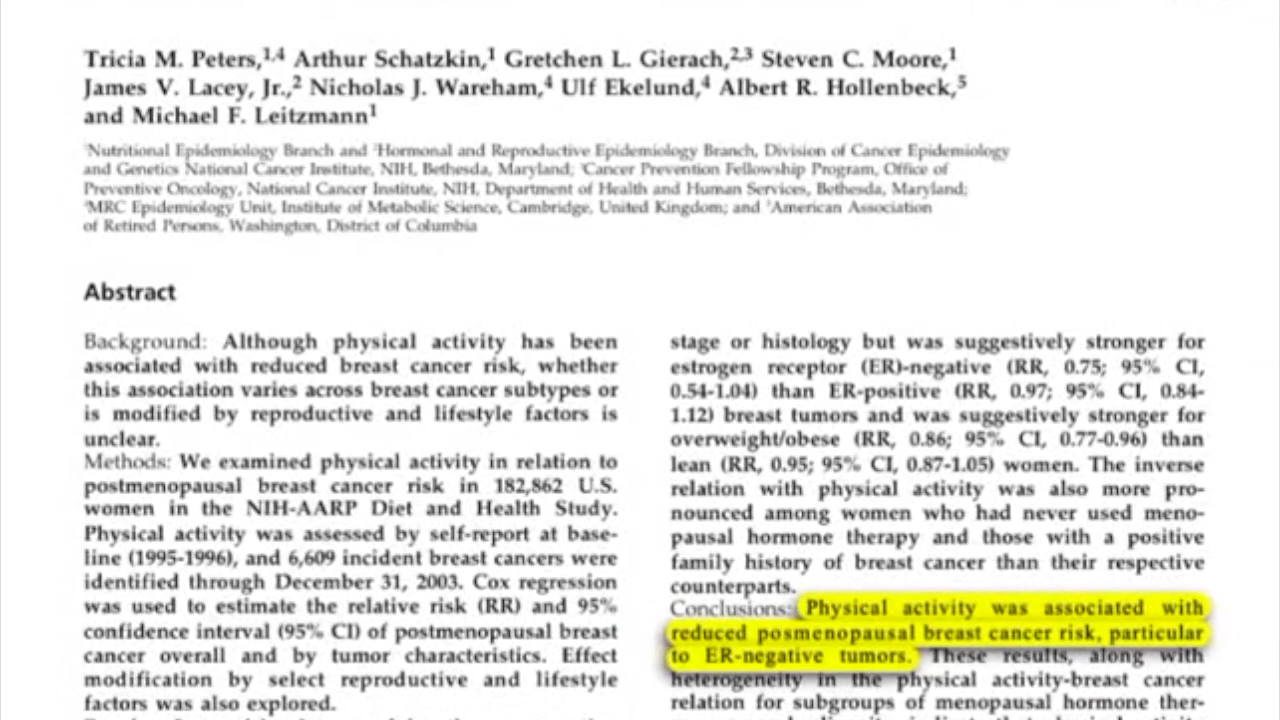 Tricia M. Peters,1,4 Arthur Schatzkin,1 Gretchen L. Gierach,2,3 Steven C. Moore,1
James V. Lacey, Jr.,2 Nicholas J. Wareham,4 Ulf Ekelund,4 Albert R. Hollenbeck,5
and Michael F. Leitzmann1
1Nutritional Epidemiology Branch and 2Hormonal and Reproductive Epidemiology Branch, Division of Cancer Epidemiology
and Genetics National Cancer Institute, NIH, Bethesda, Maryland; 3Cancer Prevention Fellowship Program, Office of
Preventive Oncology, National Cancer Institute, NIH, Department of Health and Human Services, Bethesda, Maryland;
4MRC Epidemiology Unit, Institute of Metabolic Science, Cambridge, United Kingdom; and 5American Association
of Retired Persons, Washington, District of Columbia
Abstract
Background: Although physical activity has been
associated with reduced breast cancer risk, whether
this association varies across breast cancer subtypes or
is modified by reproductive and lifestyle factors is
unclear.
Methods: We examined physical activity in relation to
postmenopausal breast cancer risk in 182,862 U.S.
women in the NIH-AARP Diet and Health Study.
Physical activity was assessed by self-report at base-
line (1995-1996), and 6,609 incident breast cancers were
identified through December 31, 2003. Cox regression
was used to estimate the relative risk (RR) and 95%
confidence interval (95% CI) of postmenopausal breast
cancer overall and by tumor characteristics. Effect
modification by select reproductive and lifestyle
factors was also explored.
stage or histology but was suggestively stronger for
estrogen receptor (ER)-negative (RR, 0.75; 95% CI,
0.54-1.04) than ER-positive (RR, 0.97; 95% CI, 0.84-
1.12) breast tumors and was suggestively stronger for
overweight/obese (RR, 0.86; 95% CI, 0.77-0.96) than
lean (RR, 0.95; 95% CI, 0.87-1.05) women. The inverse
relation with physical activity was also more pro-
nounced among women who had never used meno-
pausal hormone therapy and those with a positive
family history of breast cancer than their respective
counterparts.
Conclusions: Physical activity was associated with
reduced posmenopausal breast cancer risk, particular
to ER-negative tumors. These results, along with
heterogeneity in the physical activity-breast cancer
relation for subgroups of menopausal hormone ther-